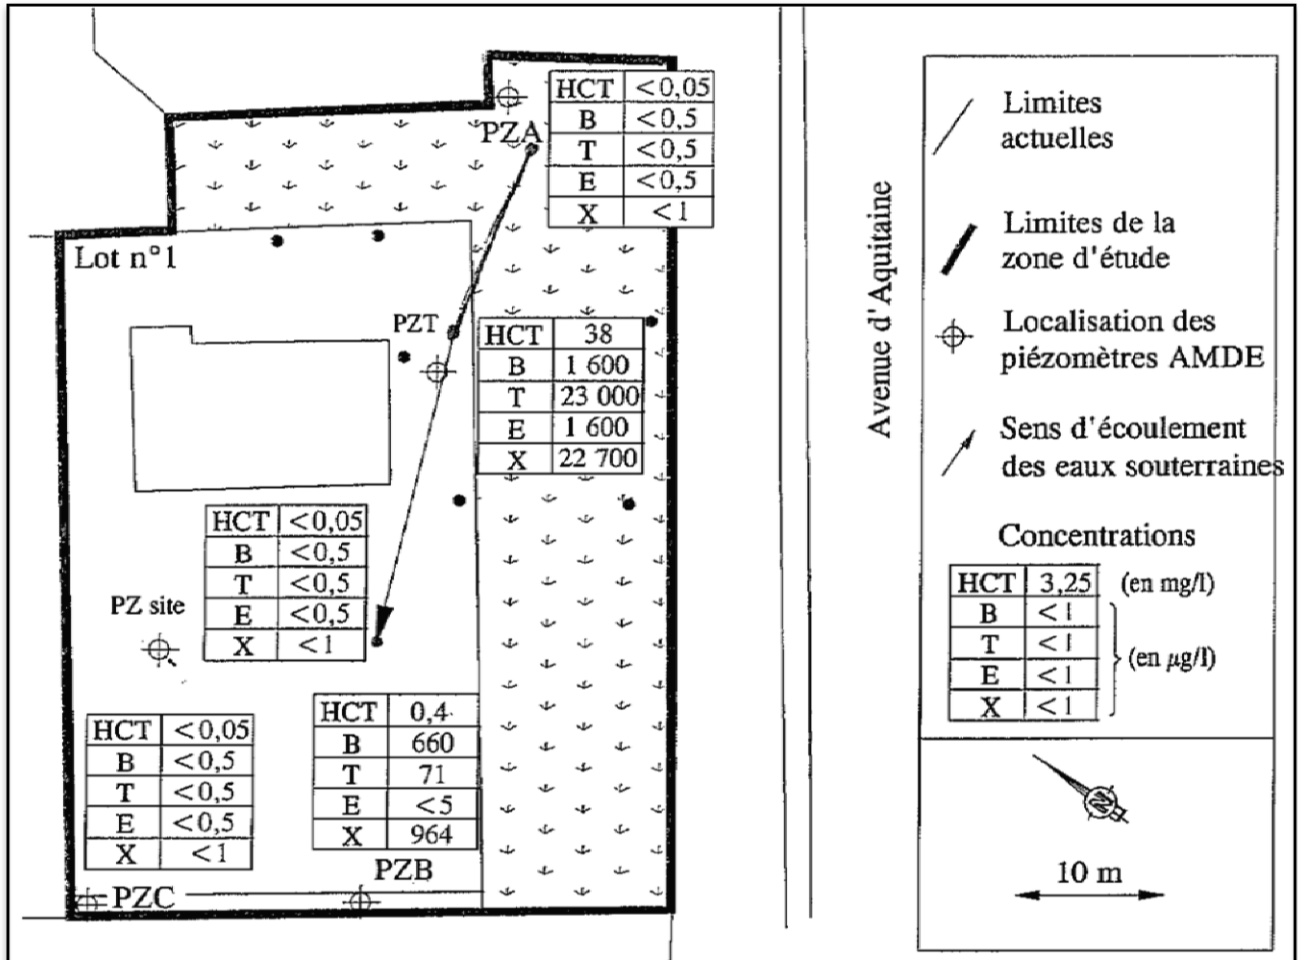 PZA
HCT <0,05
B <0,5
T <0,5
E <0,5
X <1
Lot n°1
PZT
HCT 38
B 1 600
T 23 000
E 1 600
X 22 700
HCT <0,05
B <0,5
T <0,5
E <0,5
X <1
PZ site
HCT <0,05
B <0,5
T <0,5
E <0,5
X <1
PZC
HCT 0,4
B 660
T 71
E <5
X 964
PZB
Avenue d'Aquitaine
Limites
actuelles
Limites de la
zone d'étude
Localisation des
piézomètres AMDE
Sens d'écoulement
des eaux souterraines
Concentrations
HCT 3,25 (en mg/l)
B <1
T <1
E <1
X <1
(en µg/l)
N
10 m